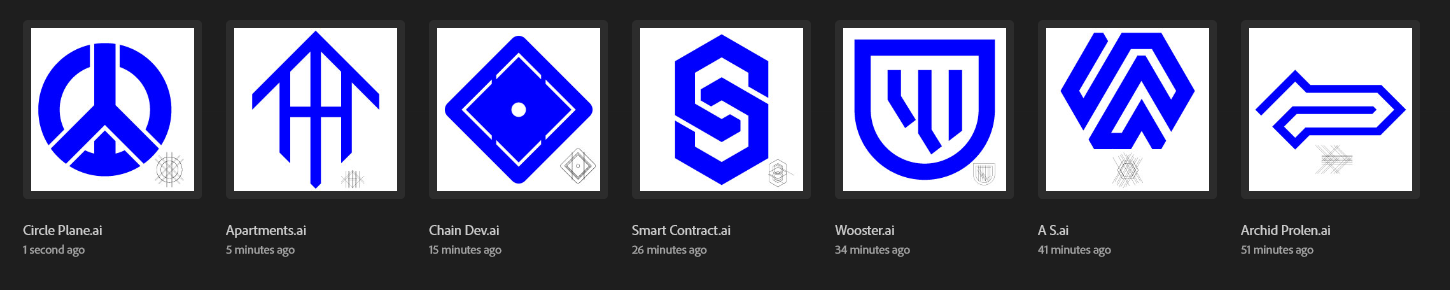 Circle Plane.ai
1 second ago
Apartments.ai
5 minutes ago
Chain Dev.ai
15 minutes ago
Smart Contract.ai
26 minutes ago
Wooster.ai
34 minutes ago
A S.ai
41 minutes ago
Archid Prolen.ai
51 minutes ago